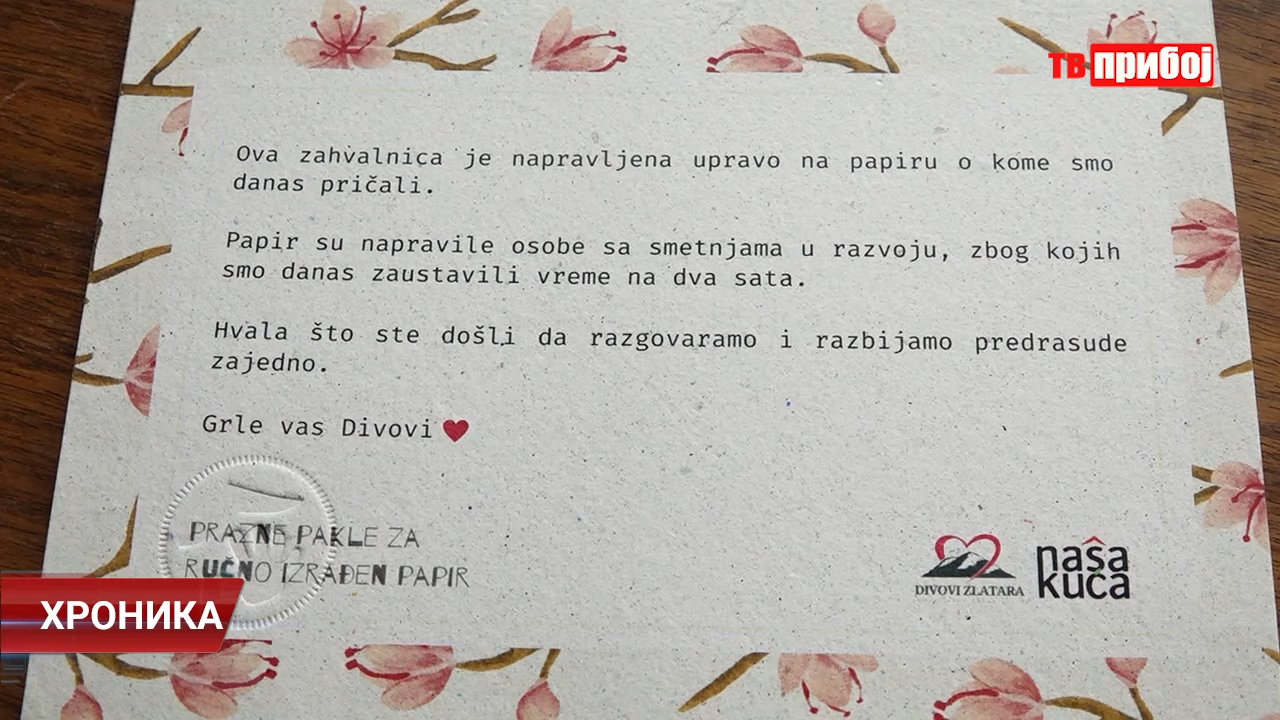 ТВ прибој
Ova zahvalnica je napravljena upravo na papiru o kome smo
danas pričali.
Papir su napravile osobe sa smetnjama u razvoju, zbog kojih
smo danas zaustavili vreme na dva sata.
Hvala što ste došli da razgovaramo i razbijamo predrasude
zajedno.
Grle vas Divovi
PRAZNE PAKLE ZA
RUČNO IZRAĐEN PAPIR
DIVOVI ZLATARA
naša
kuća
ХРОНИКА